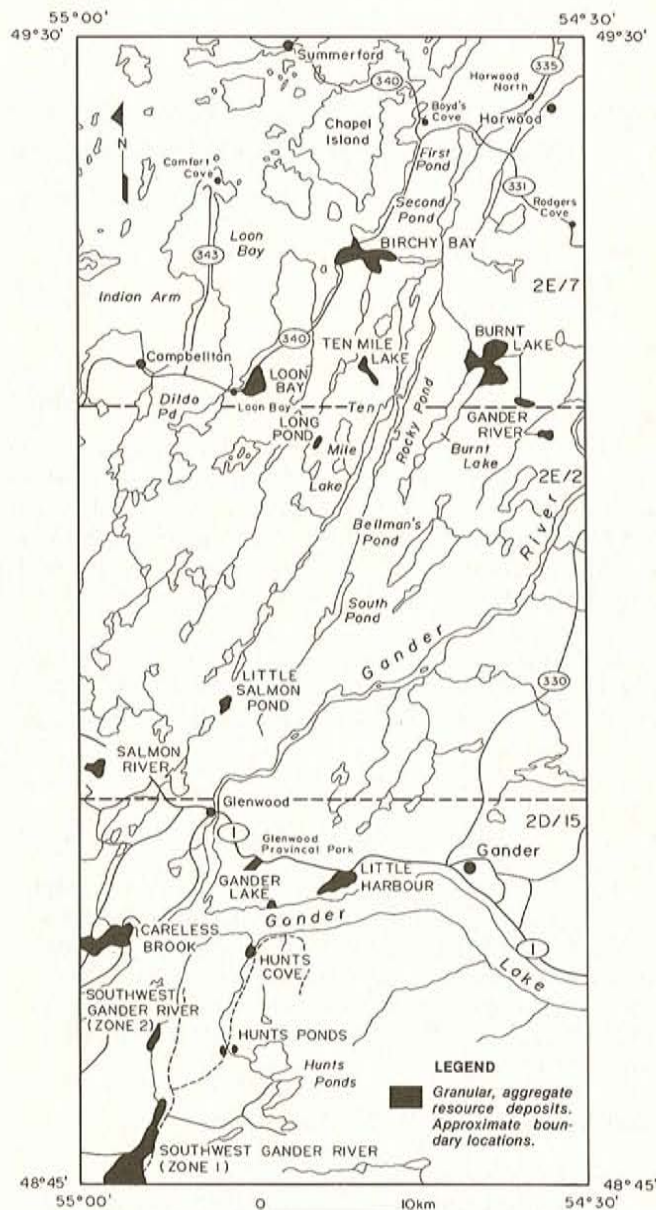 55°00'
54°30'
49°30'
49°30'
Summerford
340
335
Horwood
North
Boyd's
Cove
Horwood
Chapel
Island
First
Pond
N
Comfort
Cove
331
Second
Pond
Rodgers
Cove
Loon
Bay
343
BIRCHY BAY
Indian Arm
2E/7
340
TEN MILE
LAKE
BURNT
LAKE
Campbellton
LOON
BAY
Dildo
Pd
Loon Bay
Ten
Rocky Pond
GANDER
RIVER
LONG
POND
Mile
Burnt
Lake
Lake
2E/2
Bellman's
Pond
River
South
Pond
Gander
LITTLE
SALMON
POND
330
SALMON
RIVER
Glenwood
2D/15
1
Glenwood
Provincal Park
Gander
GANDER
LAKE
LITTLE
HARBOUR
Gander
CARELESS
BROOK
1
Lake
HUNTS
COVE
SOUTHWEST
GANDER RIVER
(ZONE 2)
HUNTS PONDS
Hunts
Ponds
LEGEND
Granular, aggregate
resource deposits.
Approximate boun-
dary locations.
SOUTHWEST GANDER RIVER
(ZONE 1)
48°45'
48°45'
55°00'
0
10km
54°30'